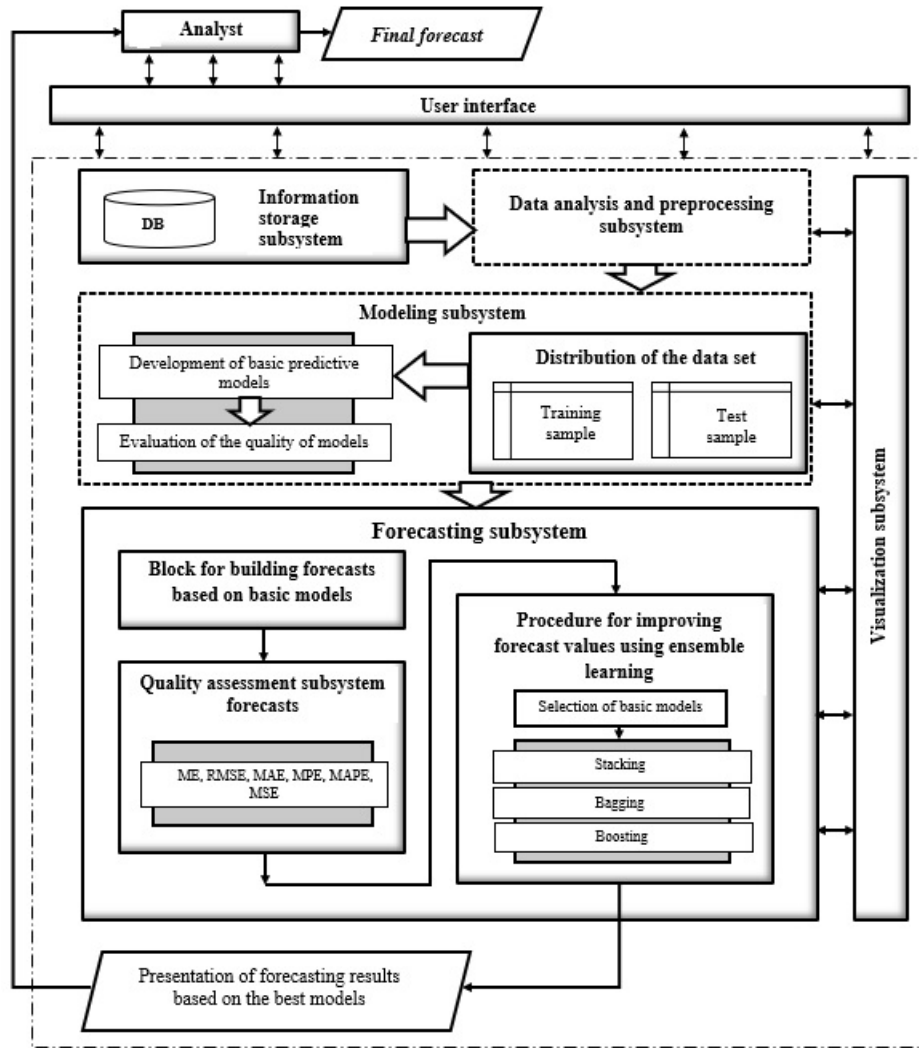 Analyst
Final forecast
User interface
DB
Information
storage
subsystem
Data analysis and preprocessing
subsystem
Modeling subsystem
Development of basic predictive
models
Evaluation of the quality of models
Distribution of the data set
Training
sample
Test
sample
Visualization subsystem
Forecasting subsystem
Block for building forecasts
based on basic models
Quality assessment subsystem
forecasts
ME, RMSE, MAE, MPE, MAPE,
MSE
Procedure for improving
forecast values using ensemble
learning
Selection of basic models
Stacking
Bagging
Boosting
Presentation of forecasting results
based on the best models